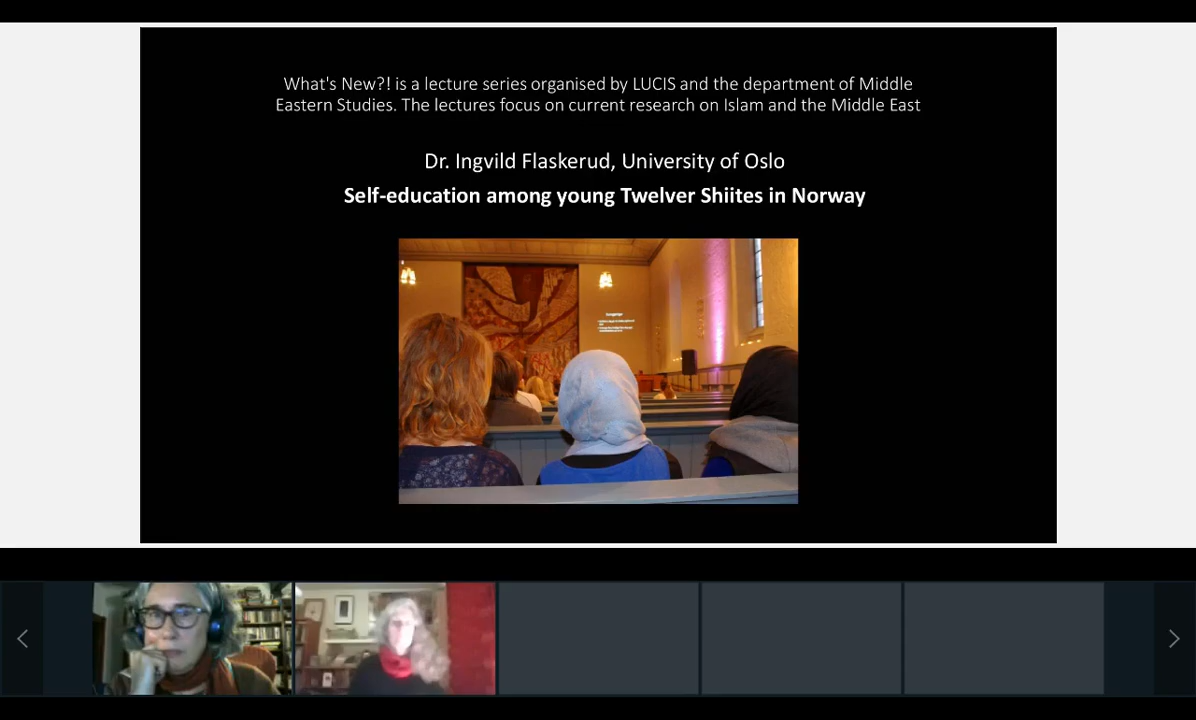 What's New?! is a lecture series organised by LUCIS and the department of Middle
Eastern Studies. The lectures focus on current research on Islam and the Middle East
Dr. Ingvild Flaskerud, University of Oslo
Self-education among young Twelver Shiites in Norway